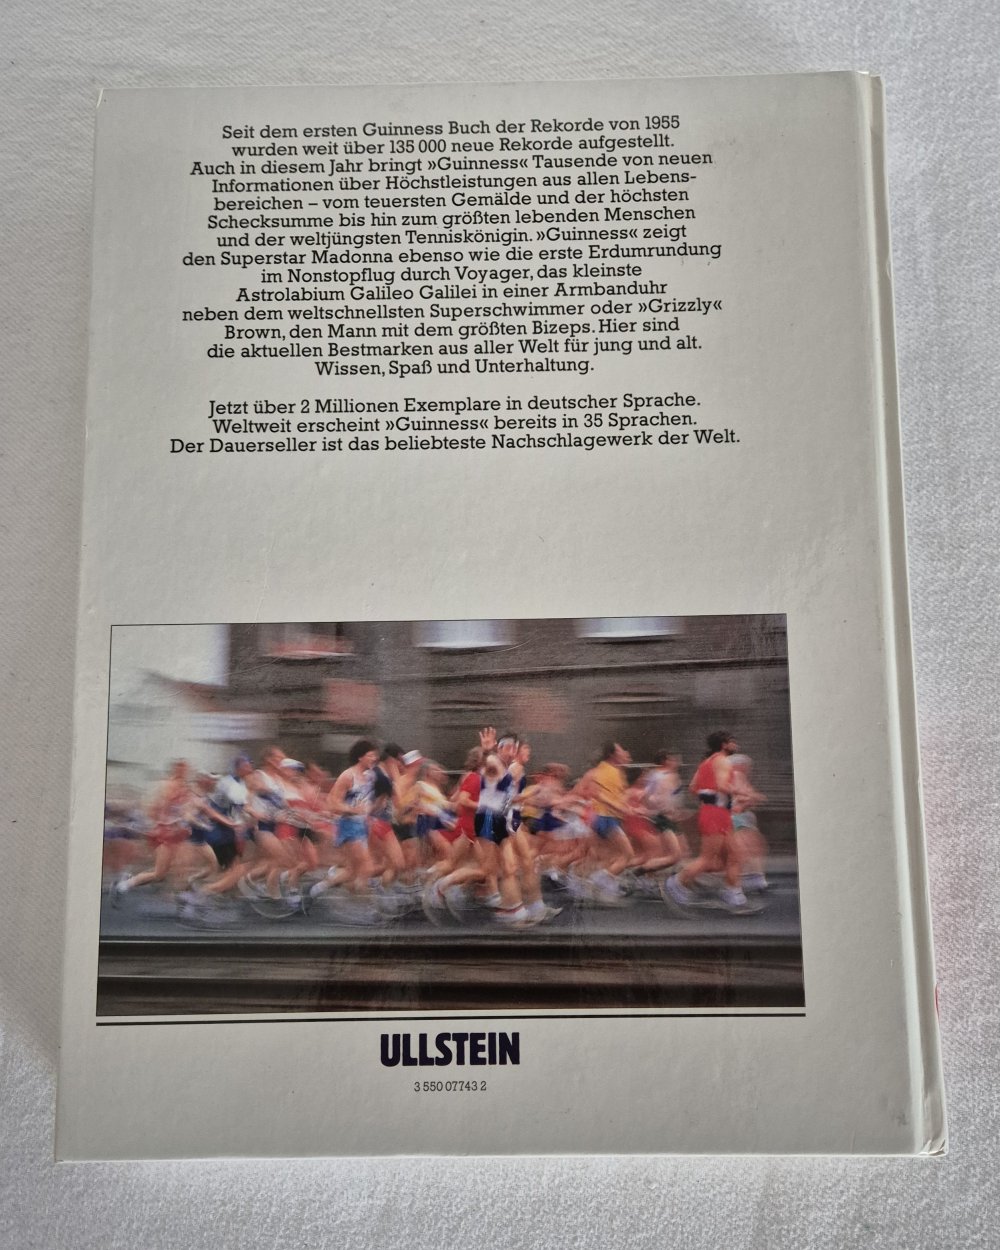 Seit dem ersten Guinness Buch der Rekorde von 1955
wurden weit über 135 000 neue Rekorde aufgestellt.
Auch in diesem Jahr bringt »Guinness« Tausende von neuen
Informationen über Höchstleistungen aus allen Lebens-
bereichen – vom teuersten Gemälde und der höchsten
Schecksumme bis hin zum größten lebenden Menschen
und der weltjüngsten Tenniskönigin. »Guinness« zeigt
den Superstar Madonna ebenso wie die erste Erdumrundung
im Nonstopflug durch Voyager, das kleinste
Astrolabium Galileo Galilei in einer Armbanduhr
neben dem weltschnellsten Superschwimmer oder »Grizzly«
Brown, den Mann mit dem größten Bizeps. Hier sind
die aktuellen Bestmarken aus aller Welt für jung und alt.
Wissen, Spaß und Unterhaltung.
Jetzt über 2 Millionen Exemplare in deutscher Sprache.
Weltweit erscheint »Guinness« bereits in 35 Sprachen.
Der Dauerseller ist das beliebteste Nachschlagewerk der Welt.
ULLSTEIN
3 550 07743 2